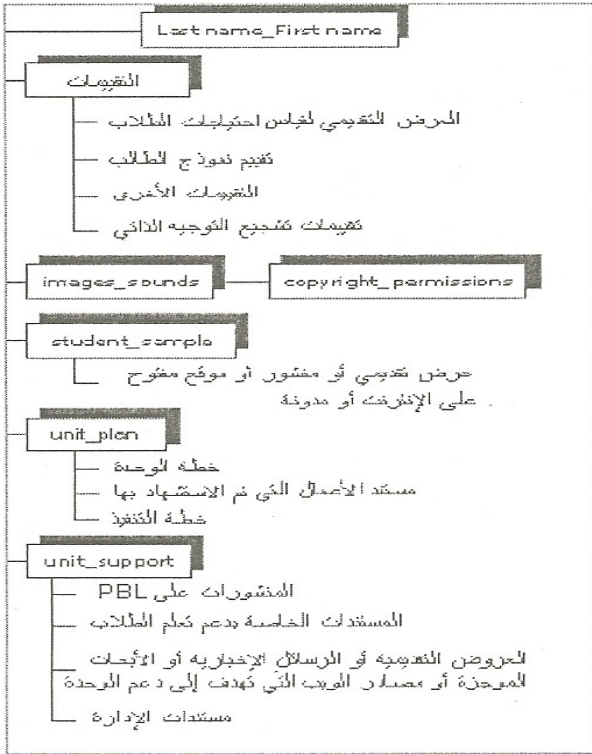 Last name_First name
التقييمات
العرض التقديمي لقياس احتياجات الطلاب
تقييم نموذج الطالب
التقييمات الأخرى
تقييمات تشجيع التوجيه الذاتي
images_sounds
copyright_permissions
student_sample
عرض تقديمي أو منشور أو موقع مفتوح
على الإنترنت أو مدونة
unit_plan
خطة الوحدة
مستند الأعمال التي تم الاستشهاد بها
خطة التنفيذ
unit_support
المنشورات على PBL
المستندات الخاصة بدعم تعلم الطلاب
العروض التقديمية أو الرسائل الإخبارية أو الأبحاث
الموجزة أو مصادر الويب التي تهدف إلى دعم الوحدة
مستندات الإدارة